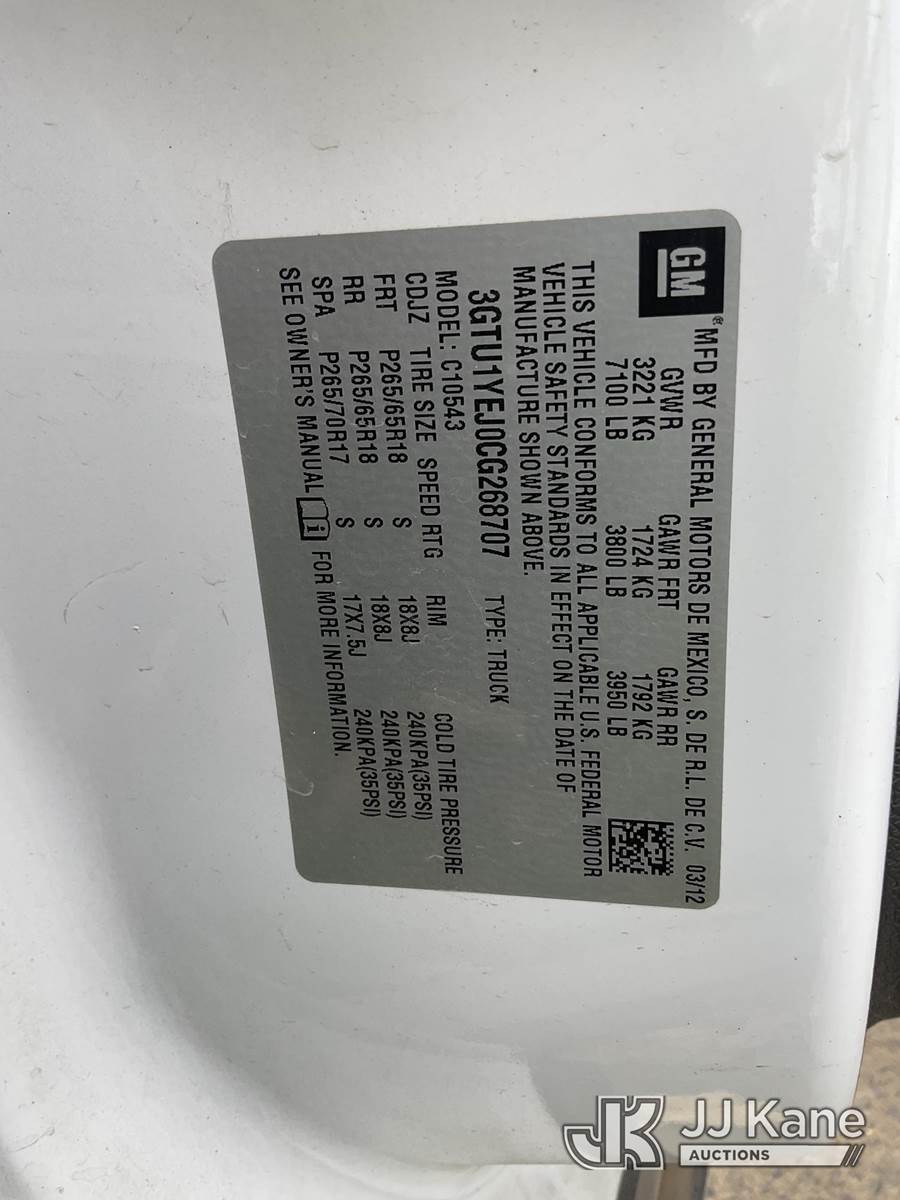 GM
® MFD BY GENERAL MOTORS DE MEXICO, S. DE R.L. DE C.V. 03/12
GVWR GAWR FRT GAWR RR
3221 KG 1724 KG 1792 KG
7100 LB 3800 LB 3950 LB
THIS VEHICLE CONFORMS TO ALL APPLICABLE U.S. FEDERAL MOTOR
VEHICLE SAFETY STANDARDS IN EFFECT ON THE DATE OF
MANUFACTURE SHOWN ABOVE.
3GTU1YEJ0CG268707 TYPE: TRUCK
MODEL: C10543
CDJZ TIRE SIZE SPEED RTG RIM COLD TIRE PRESSURE
FRT P265/65R18 S 18X8J 240KPA(35PSI)
RR P265/65R18 S 18X8J 240KPA(35PSI)
SPA P265/70R17 S 17X7.5J 240KPA(35PSI)
SEE OWNER'S MANUAL i FOR MORE INFORMATION.
JK JJ Kane
AUCTIONS